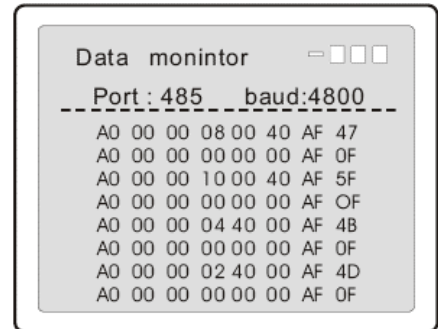 Data monintor
Port : 485 baud:4800
A0 00 00 08 00 40 AF 47
A0 00 00 00 00 00 AF 0F
A0 00 00 10 00 40 AF 5F
A0 00 00 00 00 00 AF OF
A0 00 00 04 40 00 AF 4B
A0 00 00 00 00 00 AF 0F
A0 00 00 02 40 00 AF 4D
A0 00 00 00 00 00 AF 0F